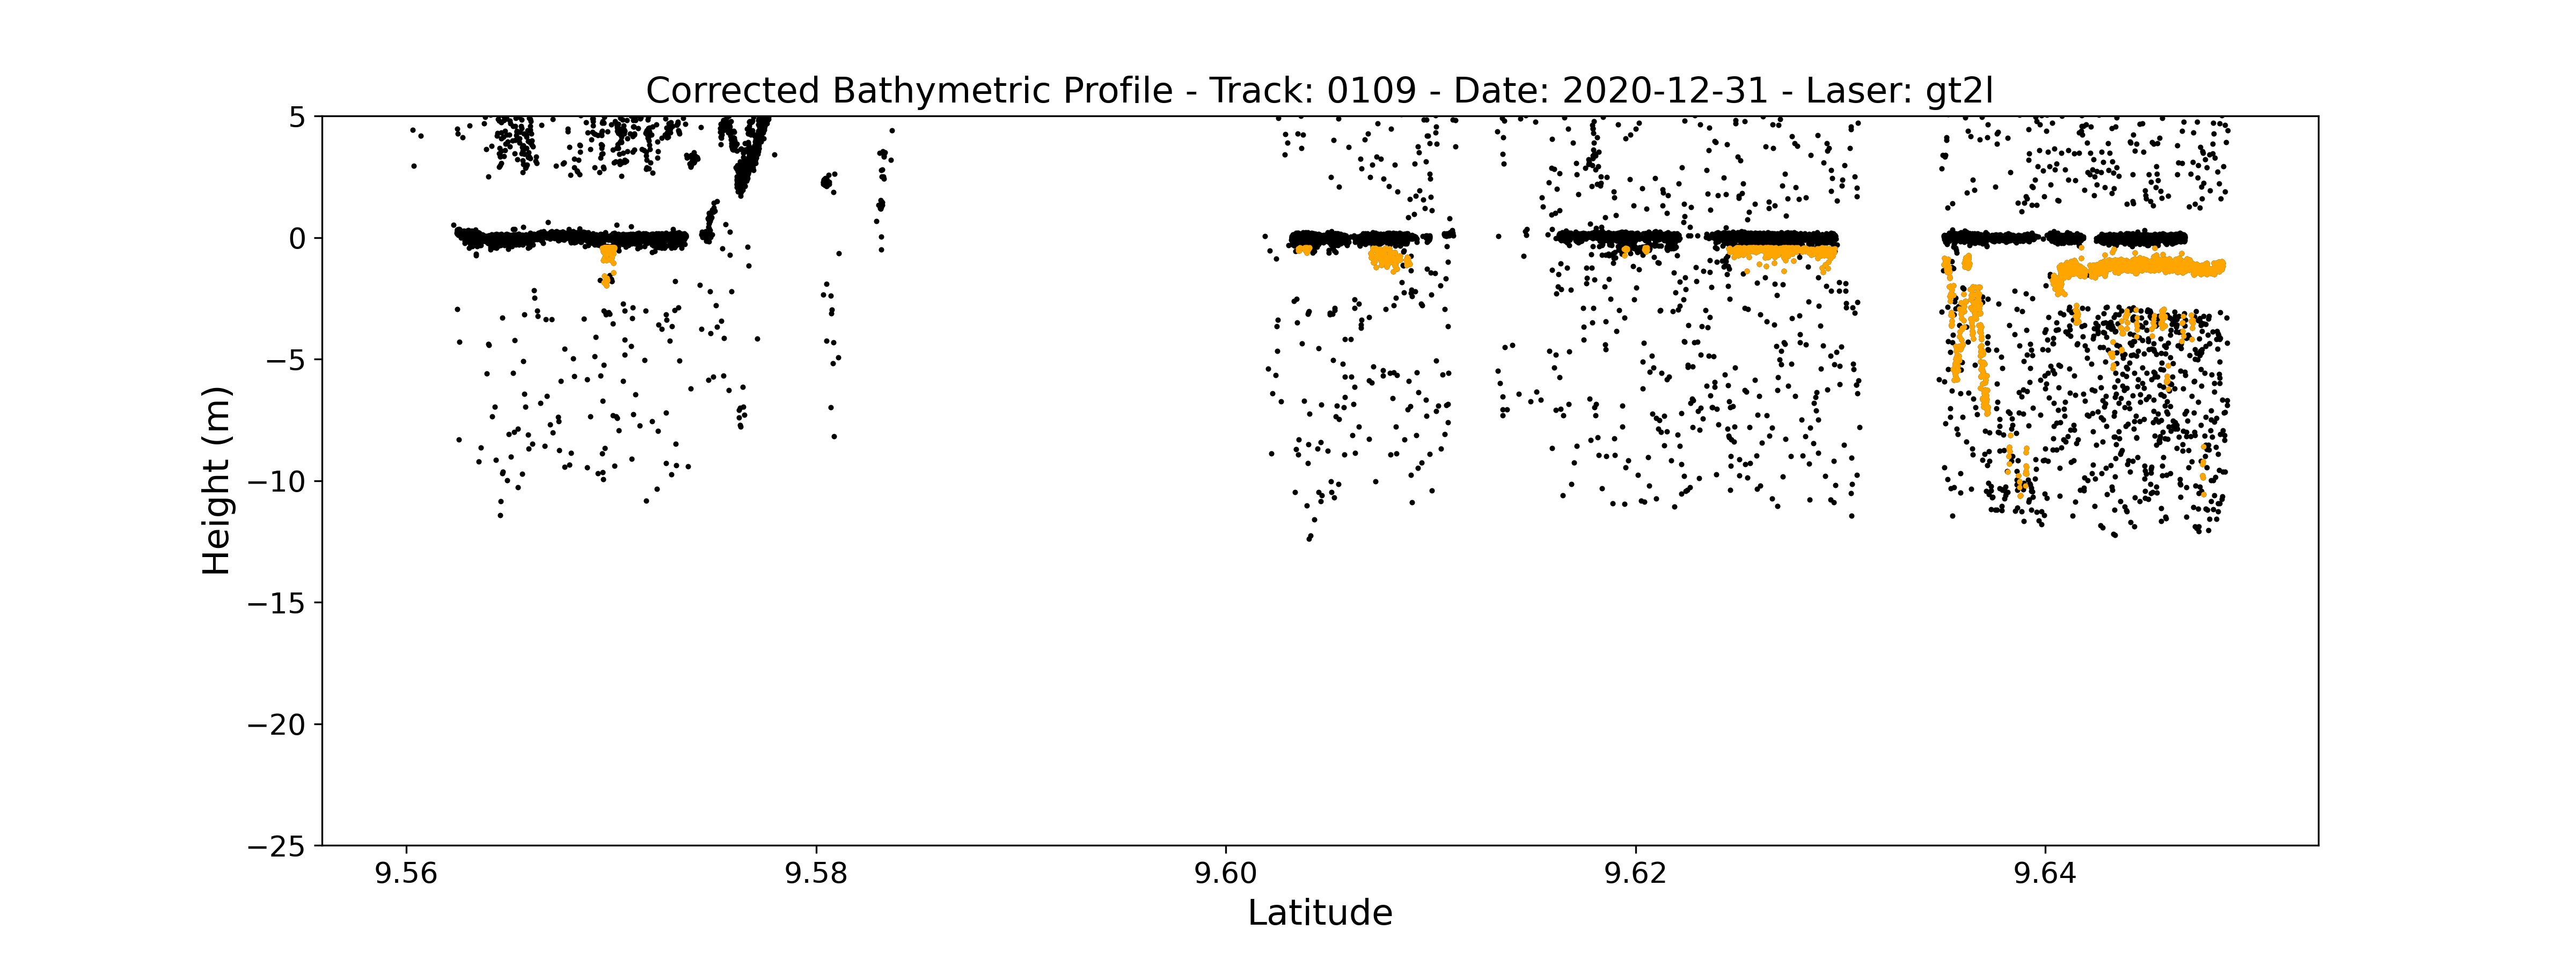 Corrected Bathymetric Profile - Track: 0109 - Date: 2020-12-31 - Laser: gt2l
5
0
−5
−10
−15
−20
−25
Height (m)
9.56 9.58 9.60 9.62 9.64
Latitude